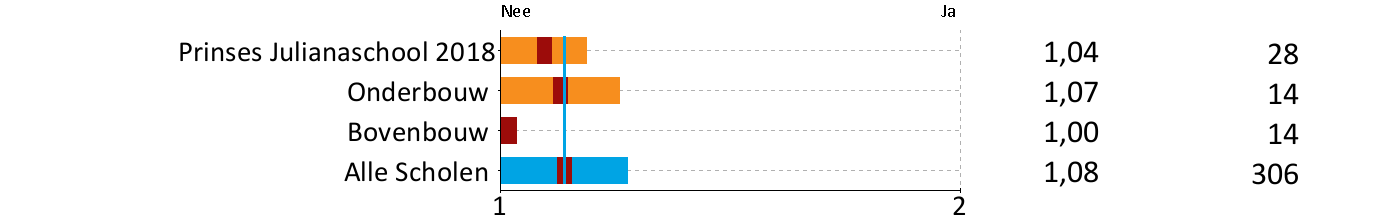 Nee Ja
Prinses Julianaschool 2018 1,04 28
Onderbouw 1,07 14
Bovenbouw 1,00 14
Alle Scholen 1,08 306
1 2